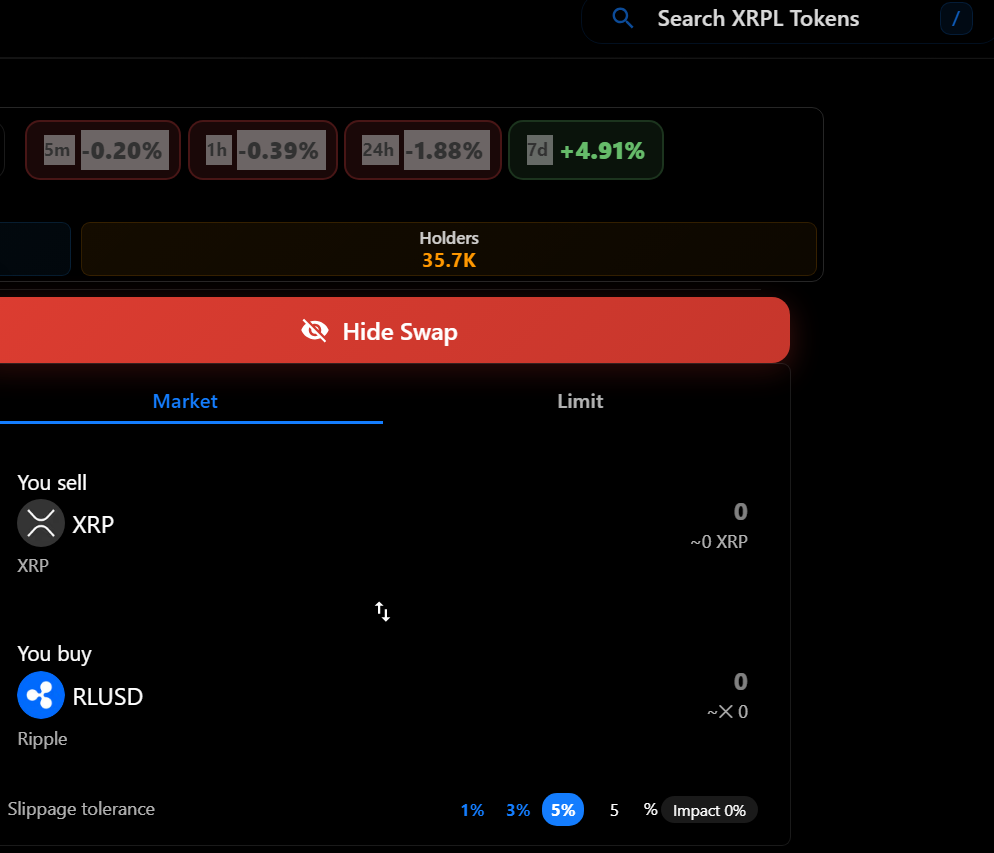 Search XRPL Tokens /
5m -0.20% 1h -0.39% 24h -1.88% 7d +4.91%
Holders
35.7K
Hide Swap
Market Limit
You sell
XRP 0
XRP ~0 XRP
You buy
RLUSD 0
Ripple ~ 0
Slippage tolerance 1% 3% 5% 5 % Impact 0%